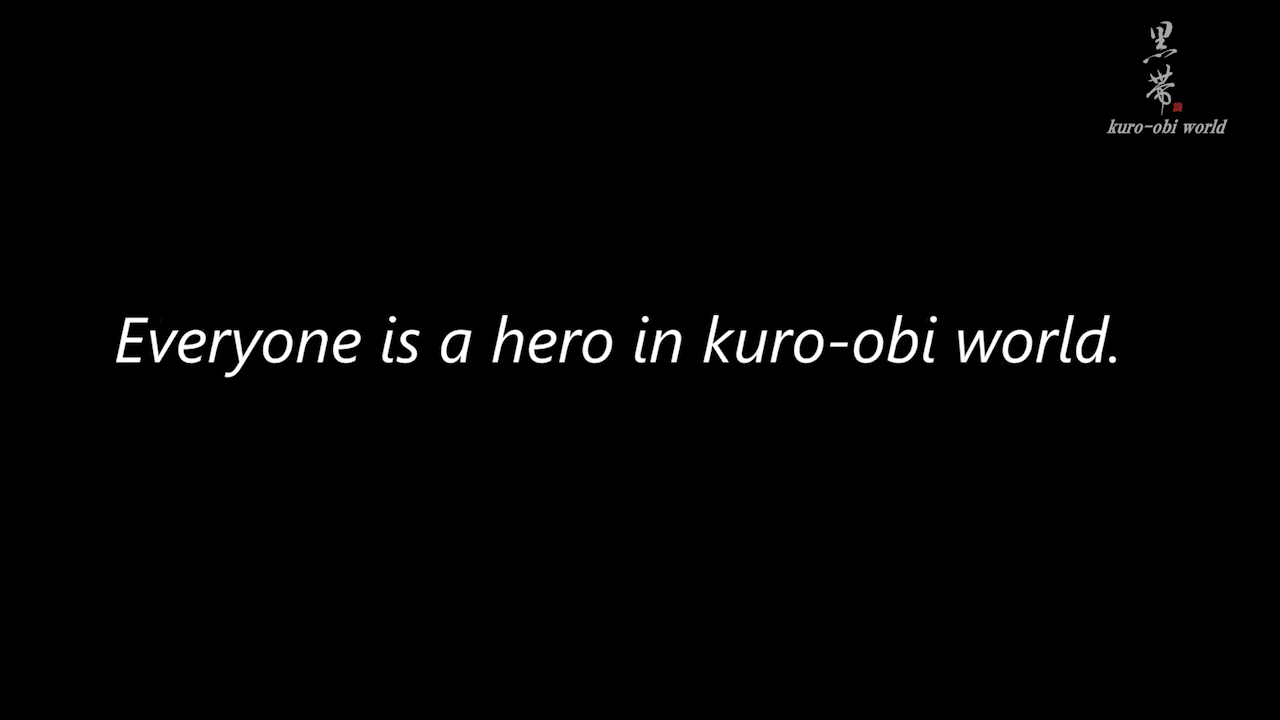 黒
帯
kuro-obi world
Everyone is a hero in kuro-obi world.